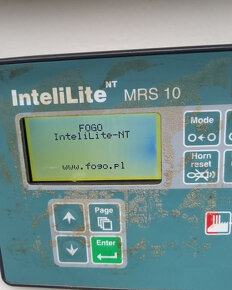 InteliLite NT MRS 10
FOGO
InteliLite-NT
www.fogo.pl
Mode
Horn
reset
Page
Enter